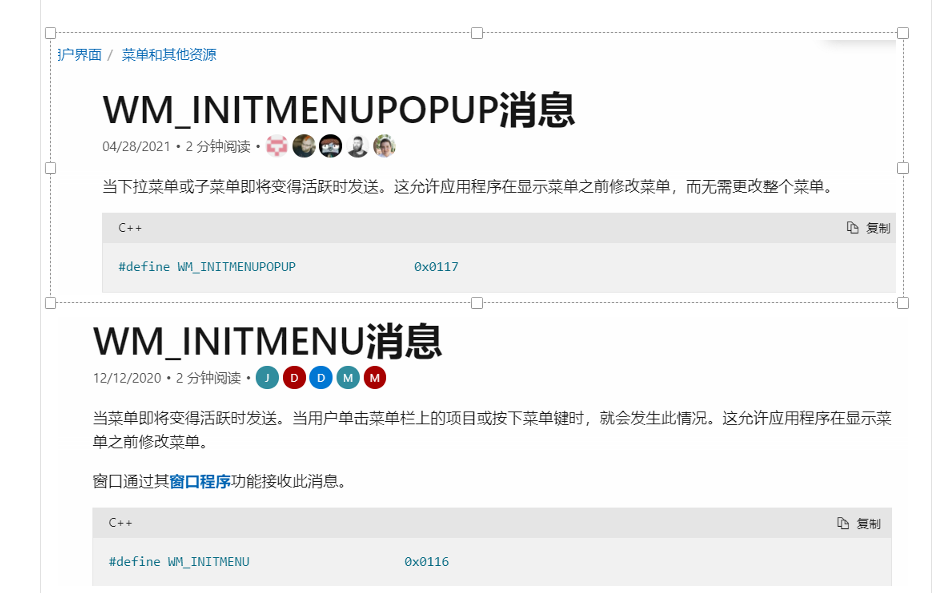 户界面 / 菜单和其他资源
WM_INITMENUPOPUP消息
04/28/2021 • 2 分钟阅读 •
当下拉菜单或子菜单即将变得活跃时发送。这允许应用程序在显示菜单之前修改菜单，而无需更改整个菜单。
C++ 复制
#define WM_INITMENUPOPUP 0x0117
WM_INITMENU消息
12/12/2020 • 2 分钟阅读 • J D D M M
当菜单即将变得活跃时发送。当用户单击菜单栏上的项目或按下菜单键时，就会发生此情况。这允许应用程序在显示菜
单之前修改菜单。
窗口通过其窗口程序功能接收此消息。
C++ 复制
#define WM_INITMENU 0x0116